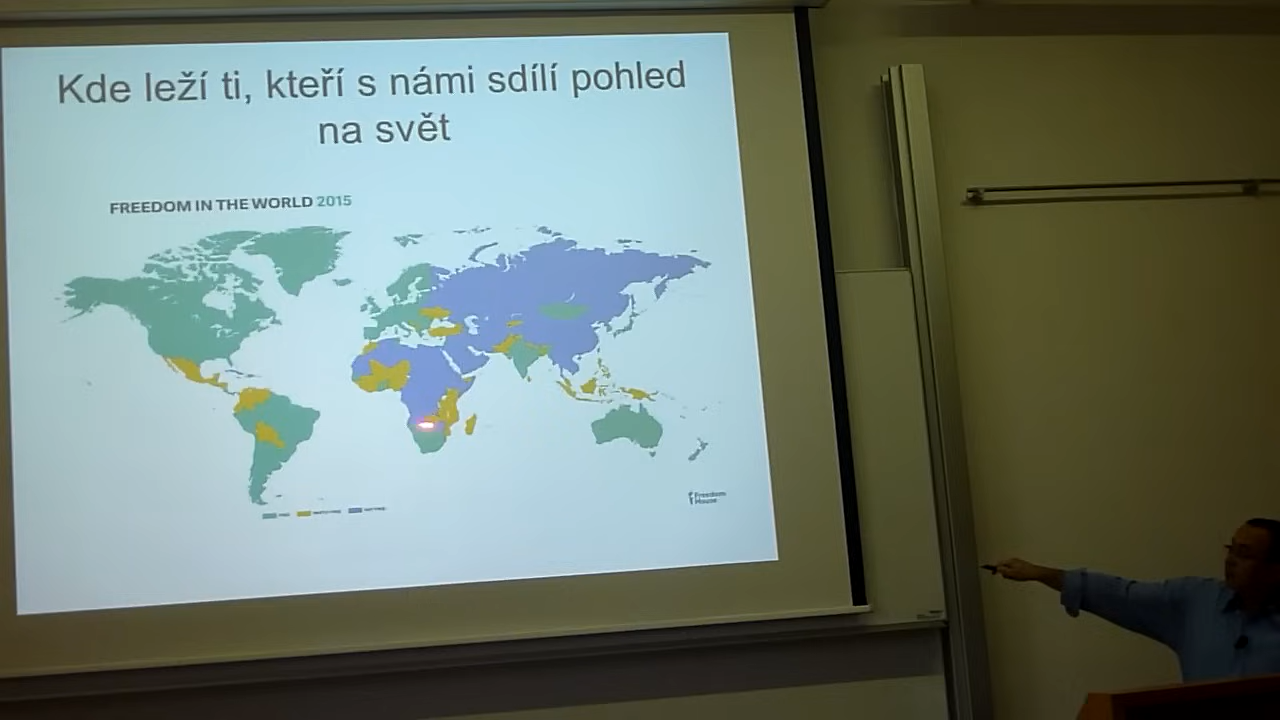 Kde leží ti, kteří s námi sdílí pohled
na svět
FREEDOM IN THE WORLD 2015
Freedom
House